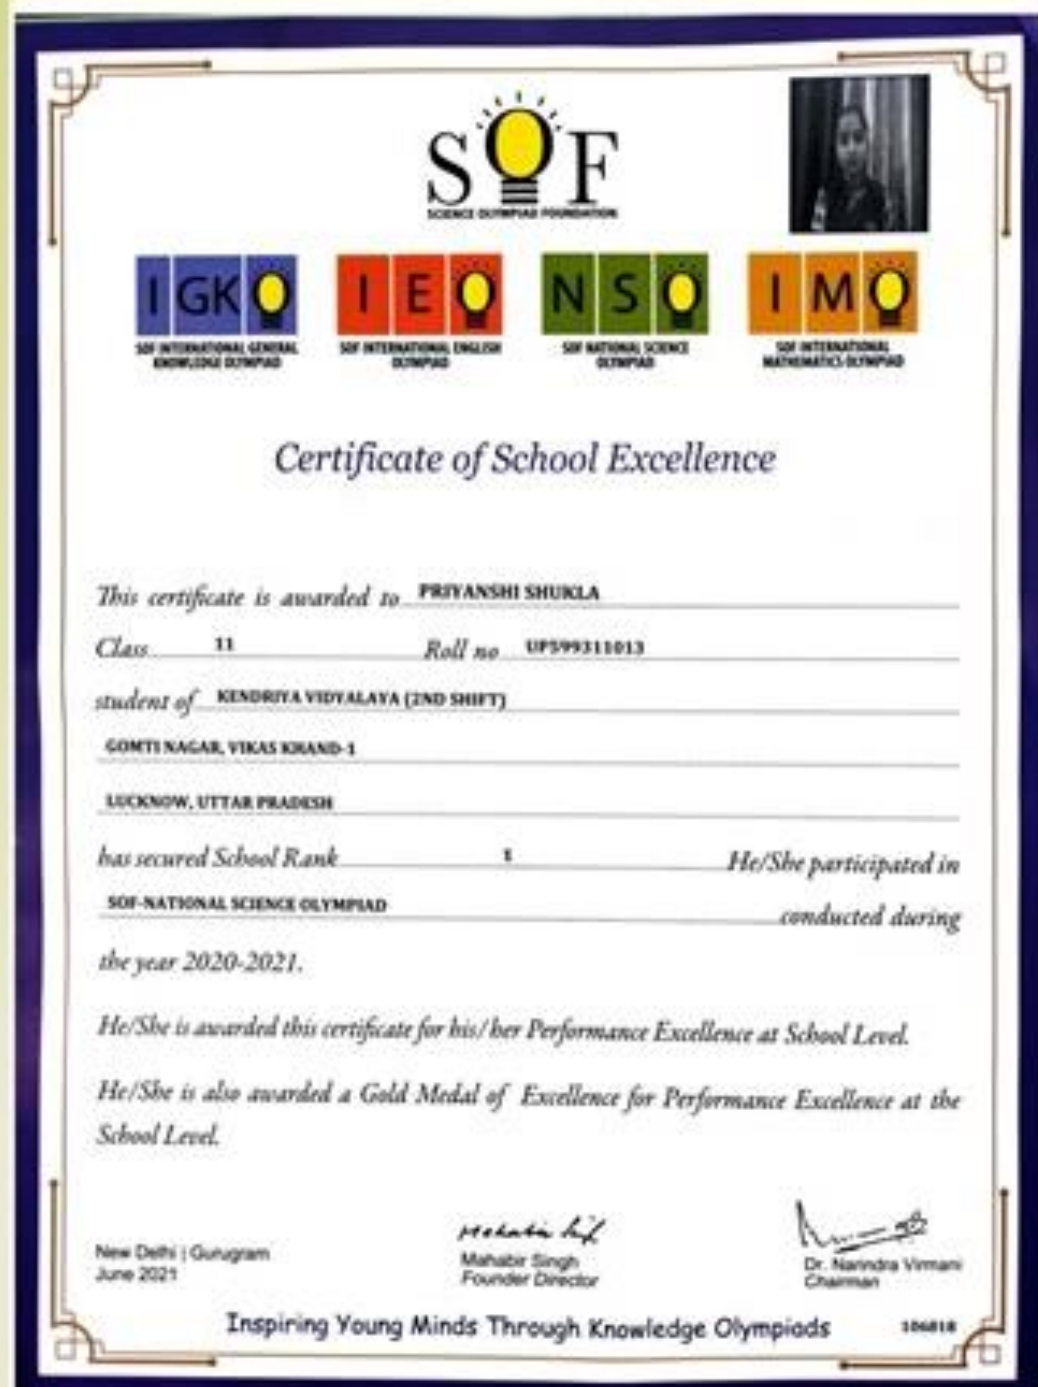 SOF
SCIENCE OLYMPIAD FOUNDATION
IGKO
IEO
NSO
IMO
SOF INTERNATIONAL GENERAL
KNOWLEDGE OLYMPIAD
SOF INTERNATIONAL ENGLISH
OLYMPIAD
SOF NATIONAL SCIENCE
OLYMPIAD
SOF INTERNATIONAL
MATHEMATICS OLYMPIAD
Certificate of School Excellence
This certificate is awarded to PRIYANSHI SHUKLA
Class 11 Roll no UP599311013
student of KENDRIYA VIDYALAYA (2ND SHIFT)
GOMTI NAGAR, VIKAS KHAND-1
LUCKNOW, UTTAR PRADESH
has secured School Rank 1 He/She participated in
SOF-NATIONAL SCIENCE OLYMPIAD conducted during
the year 2020-2021.
He/She is awarded this certificate for his/her Performance Excellence at School Level.
He/She is also awarded a Gold Medal of Excellence for Performance Excellence at the
School Level.
New Delhi | Gurugram
June 2021
Mahabir Singh
Mahabir Singh
Founder Director
Dr. Narindra Virmani
Chairman
Inspiring Young Minds Through Knowledge Olympiads 106818